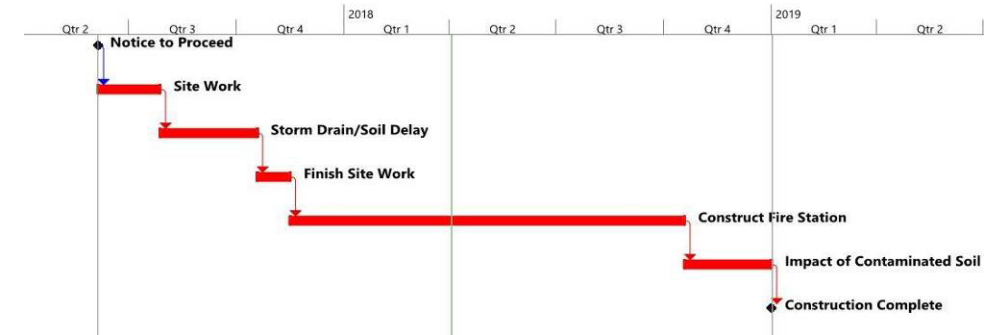 2018 2019
Qtr 2 Qtr 3 Qtr 4 Qtr 1 Qtr 2 Qtr 3 Qtr 4 Qtr 1 Qtr 2
Notice to Proceed
Site Work
Storm Drain/Soil Delay
Finish Site Work
Construct Fire Station
Impact of Contaminated Soil
Construction Complete